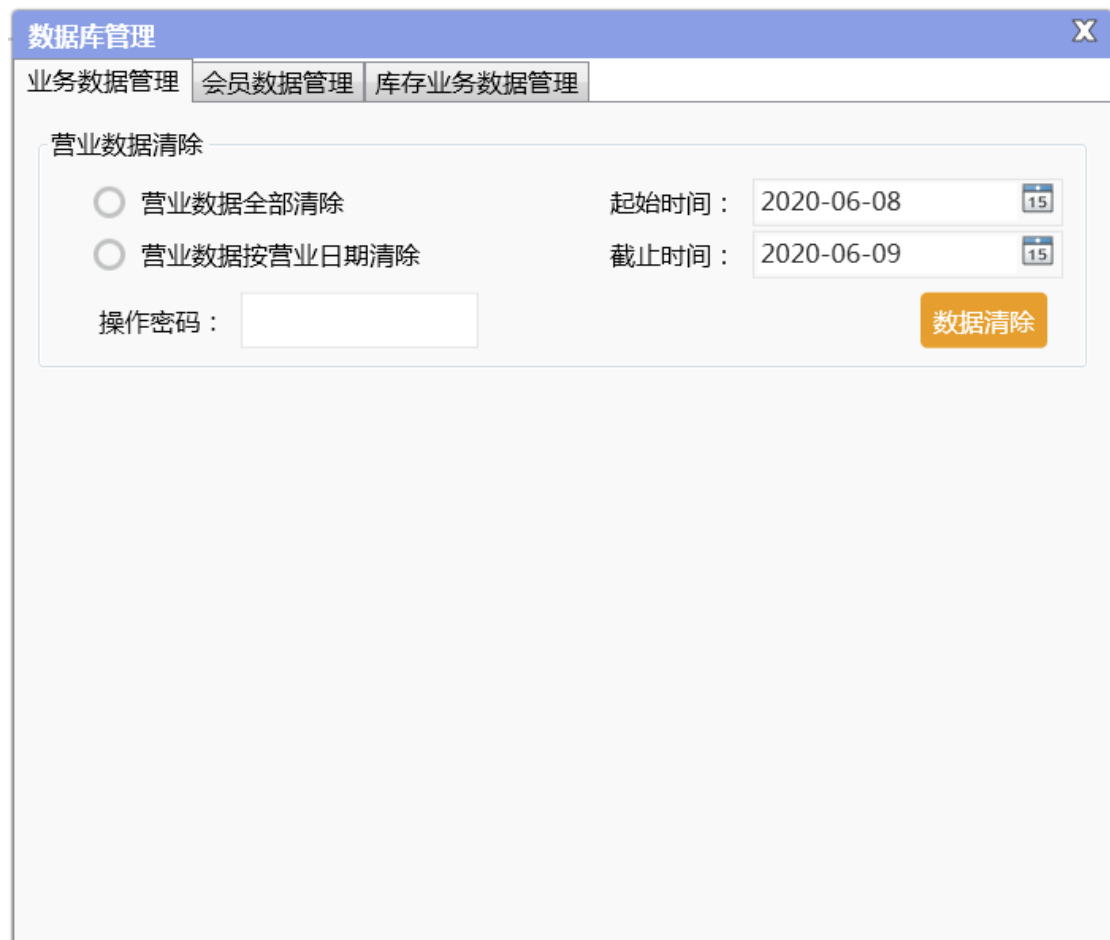 数据库管理
X
业务数据管理 会员数据管理 库存业务数据管理
营业数据清除
营业数据全部清除 起始时间： 2020-06-08 15
营业数据按营业日期清除 截止时间： 2020-06-09 15
操作密码： 数据清除